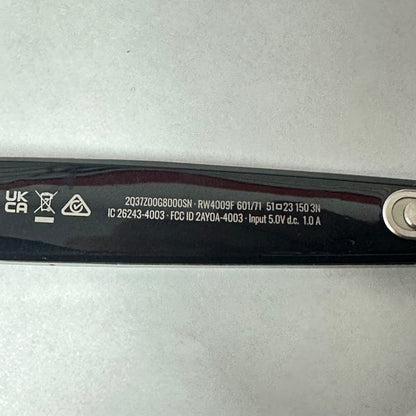 UK
CA
2Q37Z00G8000SN · RW4009F 601/71 51□23 150 3N
IC 26243-4003 · FCC ID 2AYOA-4003 · Input 5.0V d.c. 1.0 A